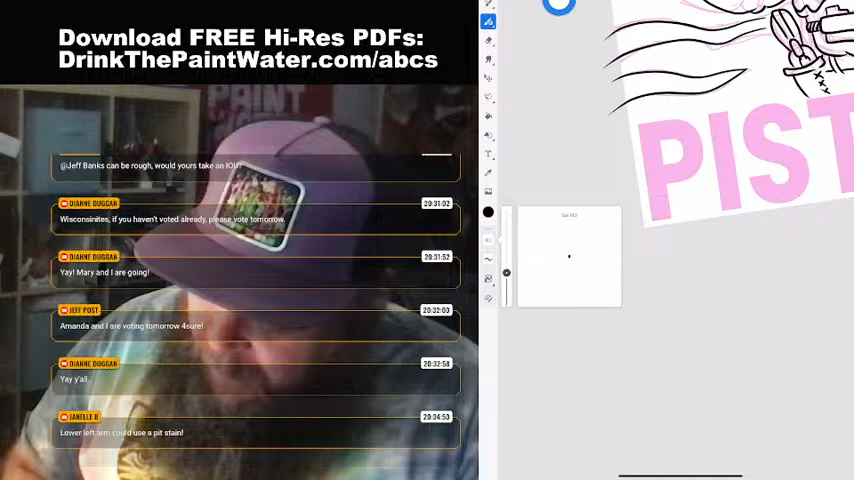 Download FREE Hi-Res PDFs:
DrinkThePaintWater.com/abcs
PAINT
@Jeff Banks can be rough, would yours take an IOU?
DIANNE DUGGAN 20:31:02
Wisconsinites, if you haven't voted already, please vote tomorrow.
DIANNE DUGGAN 20:31:52
Yay! Mary and I are going!
JEFF POST 20:32:00
Amanda and I are voting tomorrow 4sure!
DIANNE DUGGAN 20:32:58
Yay y'all.
JANELLE B 20:34:50
Lower left arm could use a pit stain!
PIST